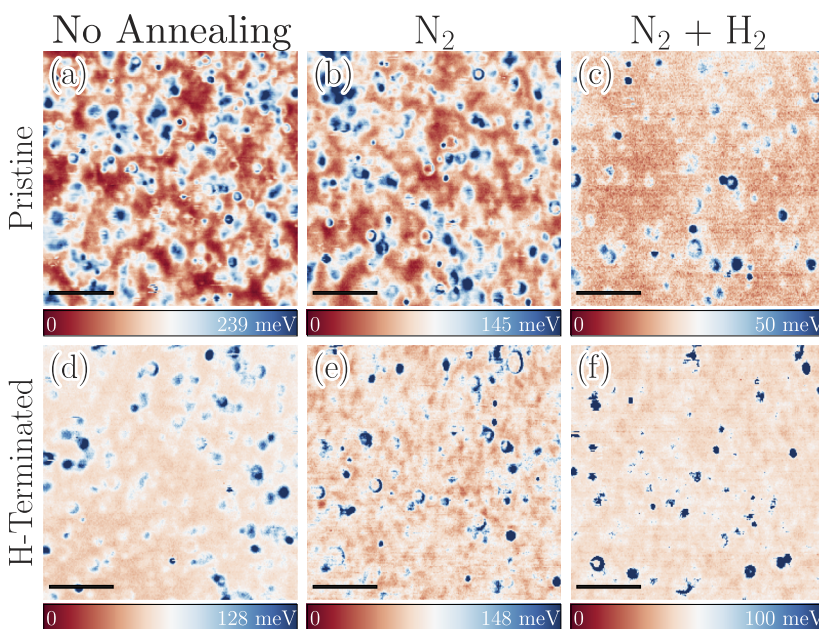 No Annealing N₂ N₂ + H₂
Pristine
(a) (b) (c)
0 239 meV 0 145 meV 0 50 meV
H-Terminated
(d) (e) (f)
0 128 meV 0 148 meV 0 100 meV